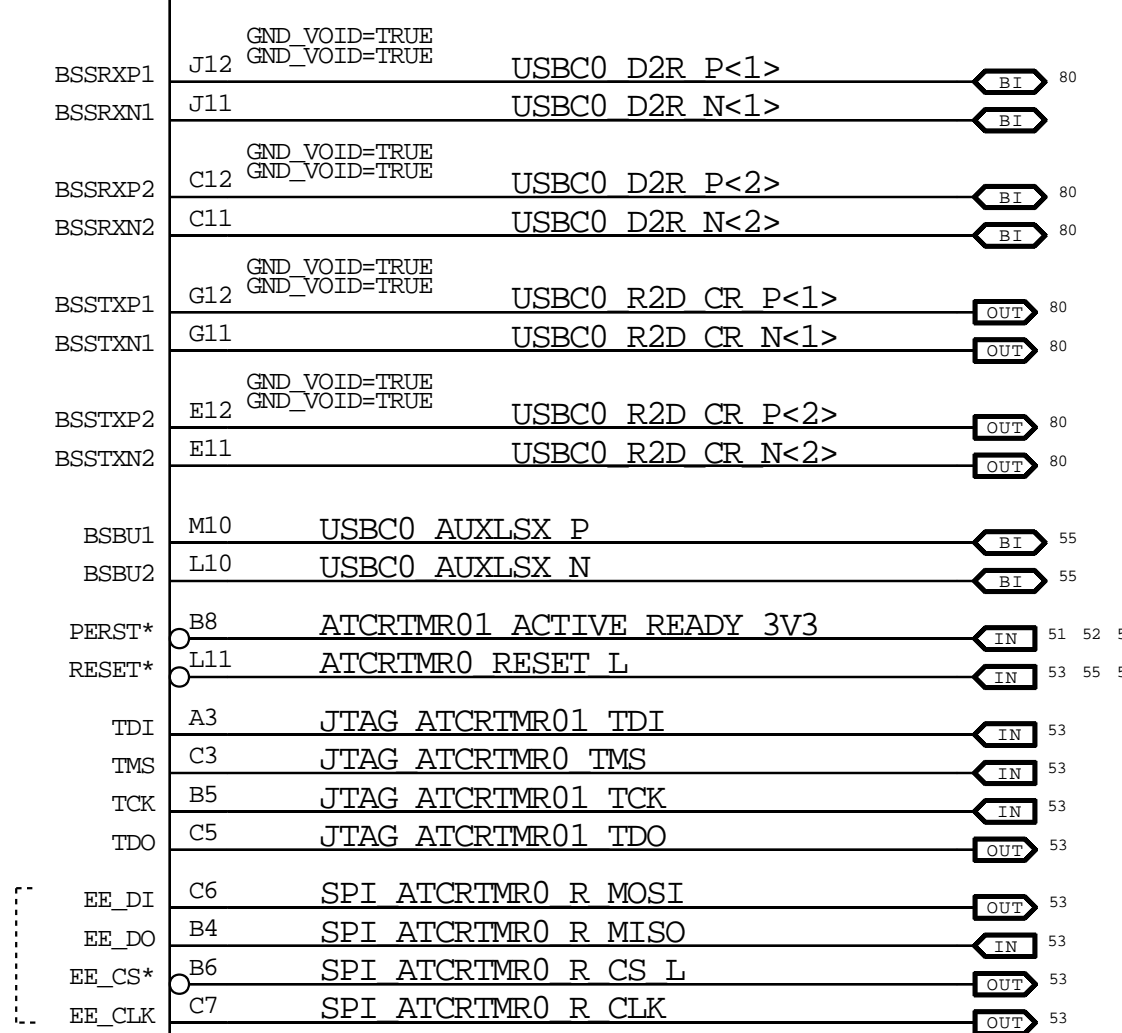 GND_VOID=TRUE
GND_VOID=TRUE
BSSRXP1 J12 USBC0_D2R_P<1> BI 80
BSSRXN1 J11 USBC0_D2R_N<1> BI
GND_VOID=TRUE
GND_VOID=TRUE
BSSRXP2 C12 USBC0_D2R_P<2> BI 80
BSSRXN2 C11 USBC0_D2R_N<2> BI 80
GND_VOID=TRUE
GND_VOID=TRUE
BSSTXP1 G12 USBC0_R2D_CR_P<1> OUT 80
BSSTXN1 G11 USBC0_R2D_CR_N<1> OUT 80
GND_VOID=TRUE
GND_VOID=TRUE
BSSTXP2 E12 USBC0_R2D_CR_P<2> OUT 80
BSSTXN2 E11 USBC0_R2D_CR_N<2> OUT 80
BSBU1 M10 USBC0_AUXLSX_P BI 55
BSBU2 L10 USBC0_AUXLSX_N BI 55
PERST* B8 ATCRTMR01_ACTIVE_READY_3V3 IN 51 52
RESET* L11 ATCRTMR0_RESET_L IN 53 55
TDI A3 JTAG_ATCRTMR01_TDI IN 53
TMS C3 JTAG_ATCRTMR0_TMS IN 53
TCK B5 JTAG_ATCRTMR01_TCK IN 53
TDO C5 JTAG_ATCRTMR01_TDO OUT 53
EE_DI C6 SPI_ATCRTMR0_R_MOSI OUT 53
EE_DO B4 SPI_ATCRTMR0_R_MISO IN 53
EE_CS* B6 SPI_ATCRTMR0_R_CS_L OUT 53
EE_CLK C7 SPI_ATCRTMR0_R_CLK OUT 53